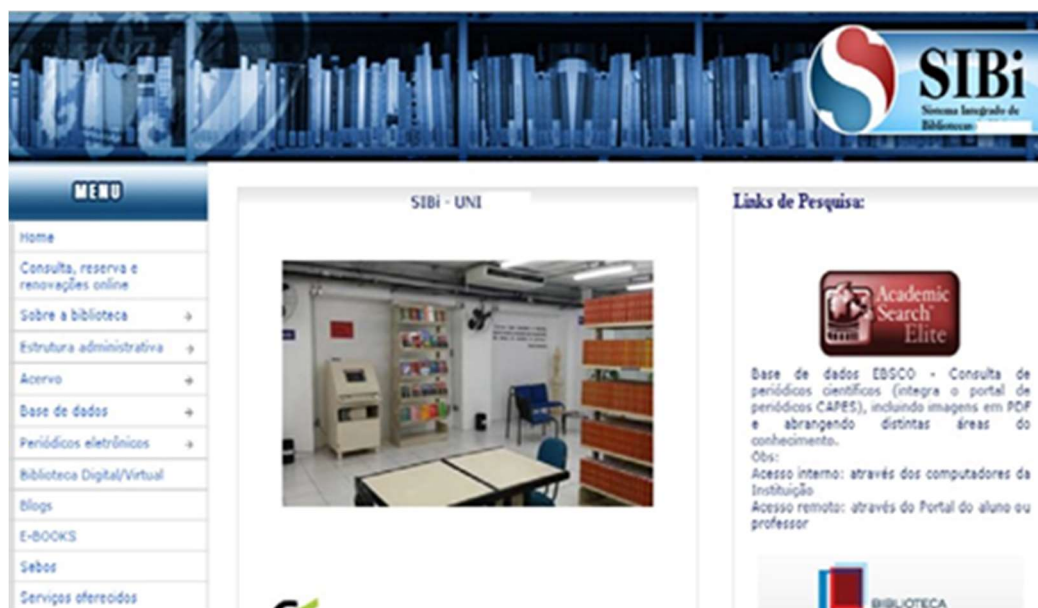 SIBi
Sistema Integrado de
Bibliotecas
MENU
Home
Consulta, reserva e
renovações online
Sobre a biblioteca
Estrutura administrativa
Acervo
Base de dados
Periódicos eletrônicos
Biblioteca Digital/Virtual
Blogs
E-BOOKS
Sebos
Serviços oferecidos
SIBi - UNI
Links de Pesquisa:
Academic
Search
Elite
Base de dados EBSCO - Consulta de
periódicos científicos (integra o portal de
periódicos CAPES), incluindo imagens em PDF
e abrangendo distintas áreas do
conhecimento.
Obs:
Acesso interno: através dos computadores da
Instituição
Acesso remoto: através do Portal do aluno ou
professor
BIBLIOTECA